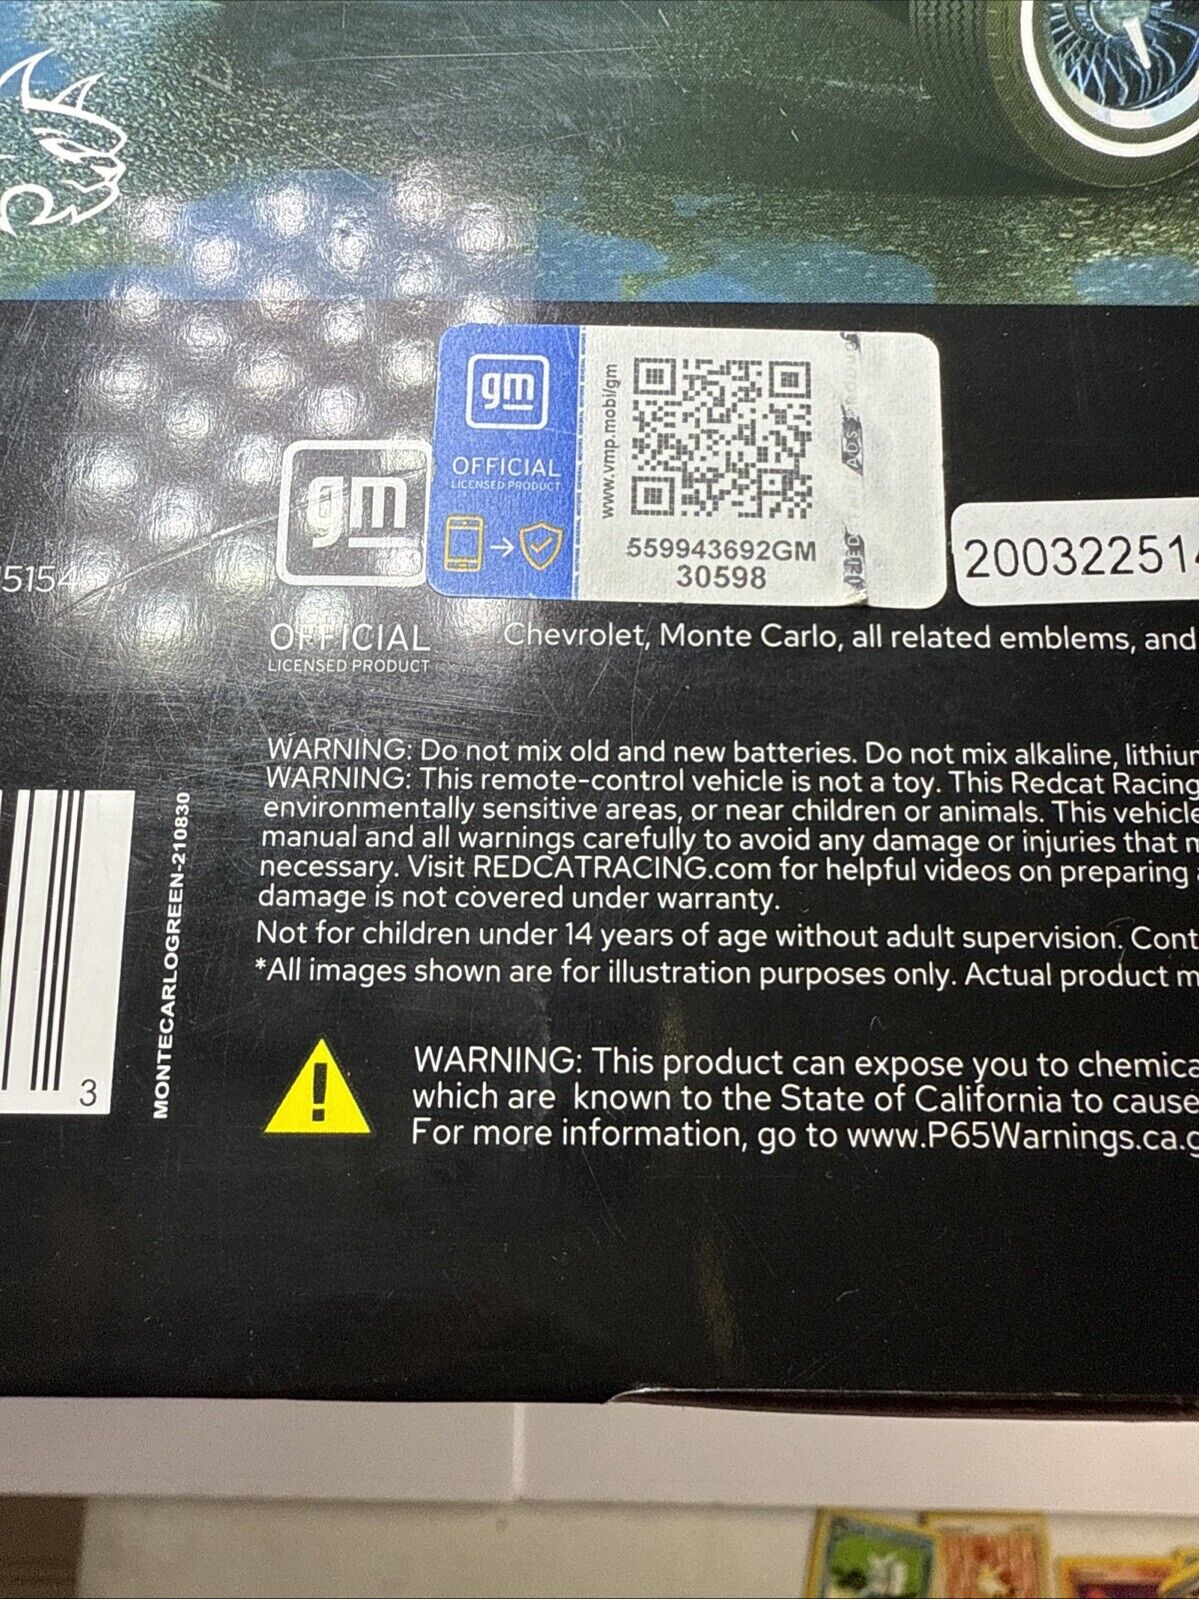 gm
OFFICIAL
LICENSED PRODUCT
www.vmp.mobi/gm
559943692GM
30598
gm
OFFICIAL
LICENSED PRODUCT
5154
200322514
Chevrolet, Monte Carlo, all related emblems, and
WARNING: Do not mix old and new batteries. Do not mix alkaline, lithium
WARNING: This remote-control vehicle is not a toy. This Redcat Racing
environmentally sensitive areas, or near children or animals. This vehicle
manual and all warnings carefully to avoid any damage or injuries that m
necessary. Visit REDCATRACING.com for helpful videos on preparing
damage is not covered under warranty.
Not for children under 14 years of age without adult supervision. Cont
*All images shown are for illustration purposes only. Actual product m
MONTECARLOGREEN-210830
3
WARNING: This product can expose you to chemica
which are known to the State of California to cause
For more information, go to www.P65Warnings.ca.g